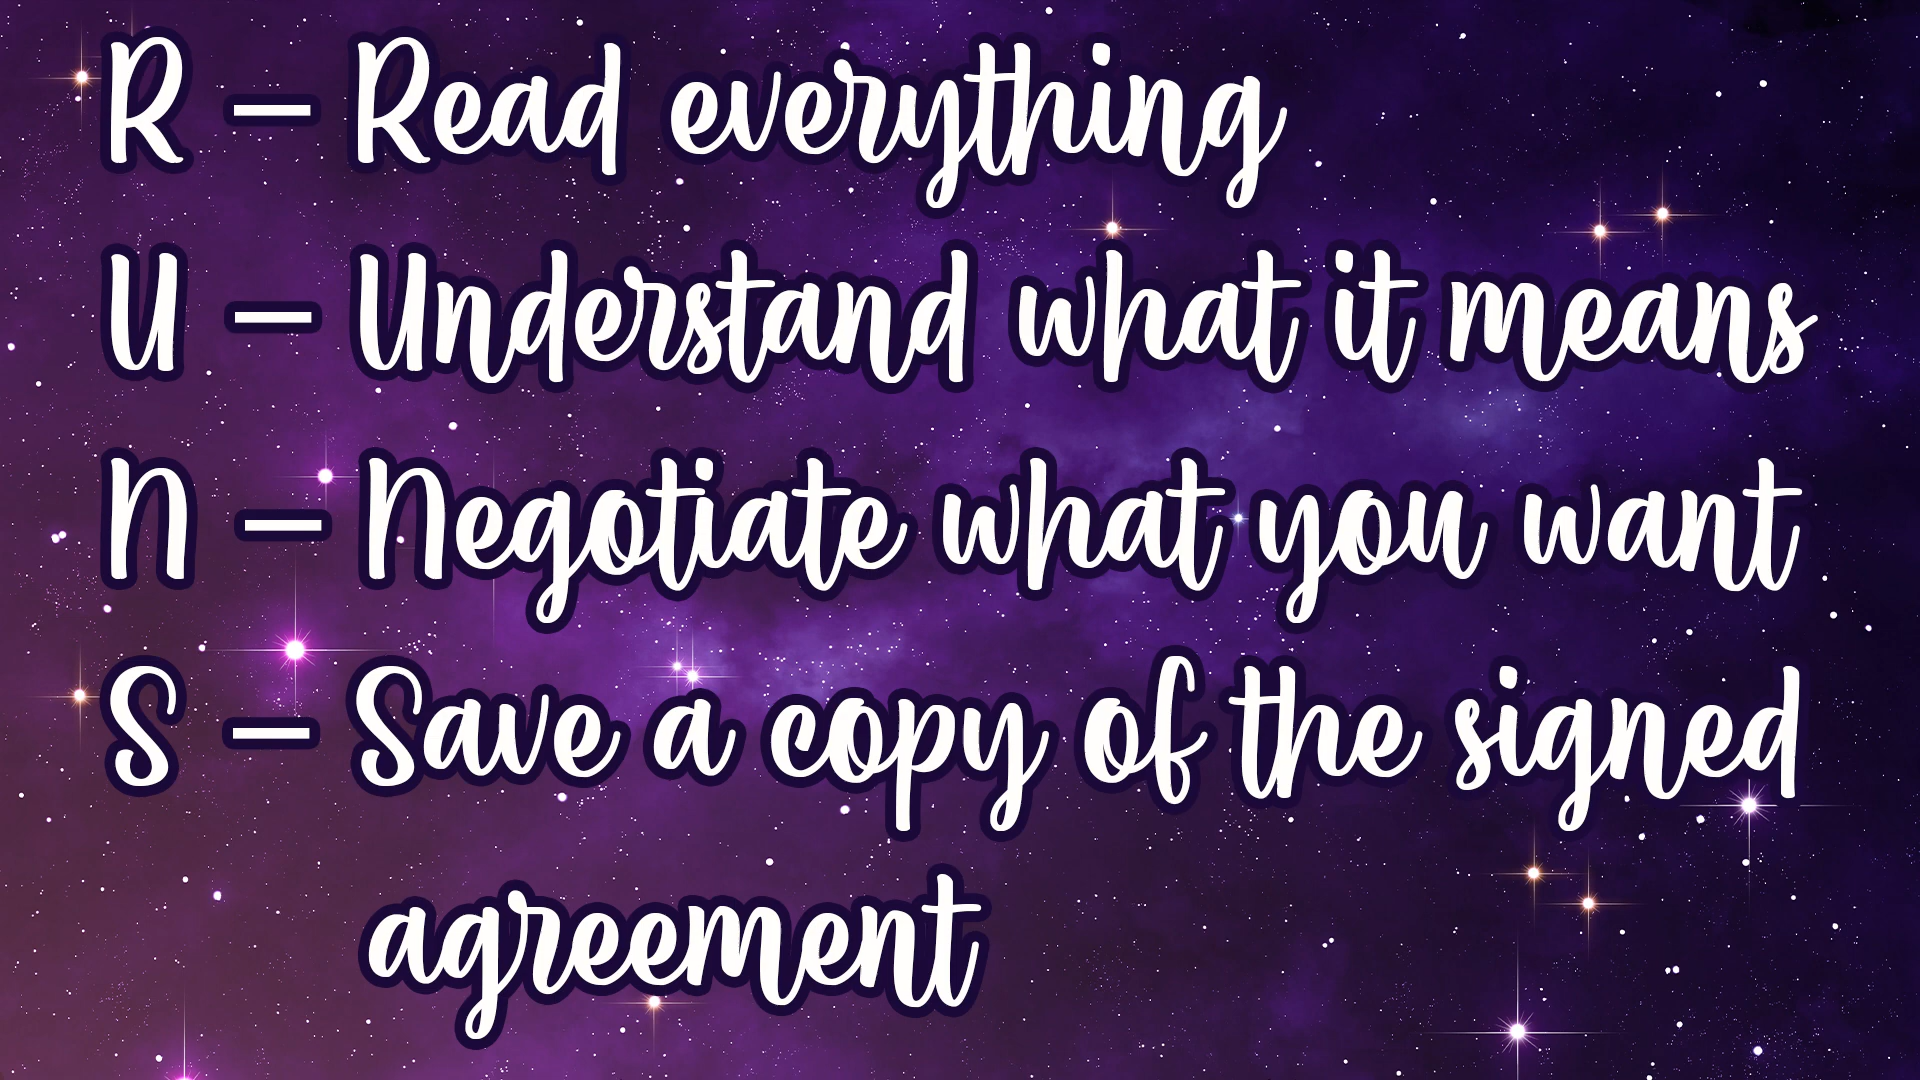 R – Read everything
U – Understand what it means
N – Negotiate what you want
S – Save a copy of the signed
agreement